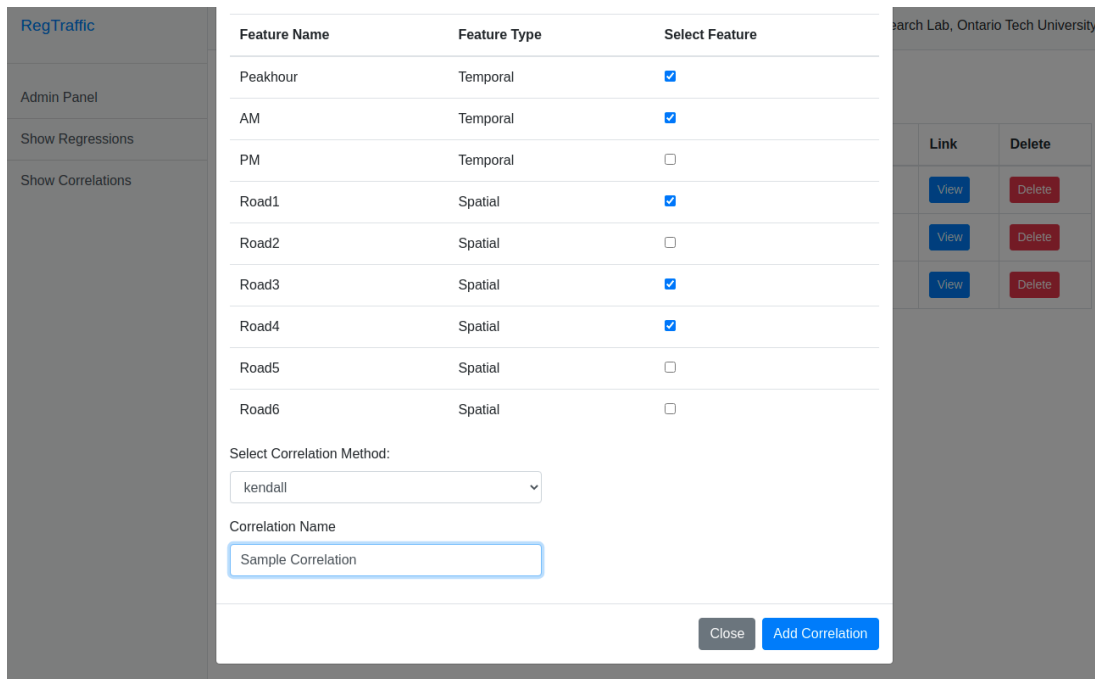 RegTraffic
earch Lab, Ontario Tech University
Admin Panel
Show Regressions
Show Correlations
Feature Name Feature Type Select Feature
Peakhour Temporal
AM Temporal
PM Temporal
Road1 Spatial
Road2 Spatial
Road3 Spatial
Road4 Spatial
Road5 Spatial
Road6 Spatial
Select Correlation Method:
kendall
Correlation Name
Sample Correlation
Close Add Correlation
Link Delete
View Delete
View Delete
View Delete